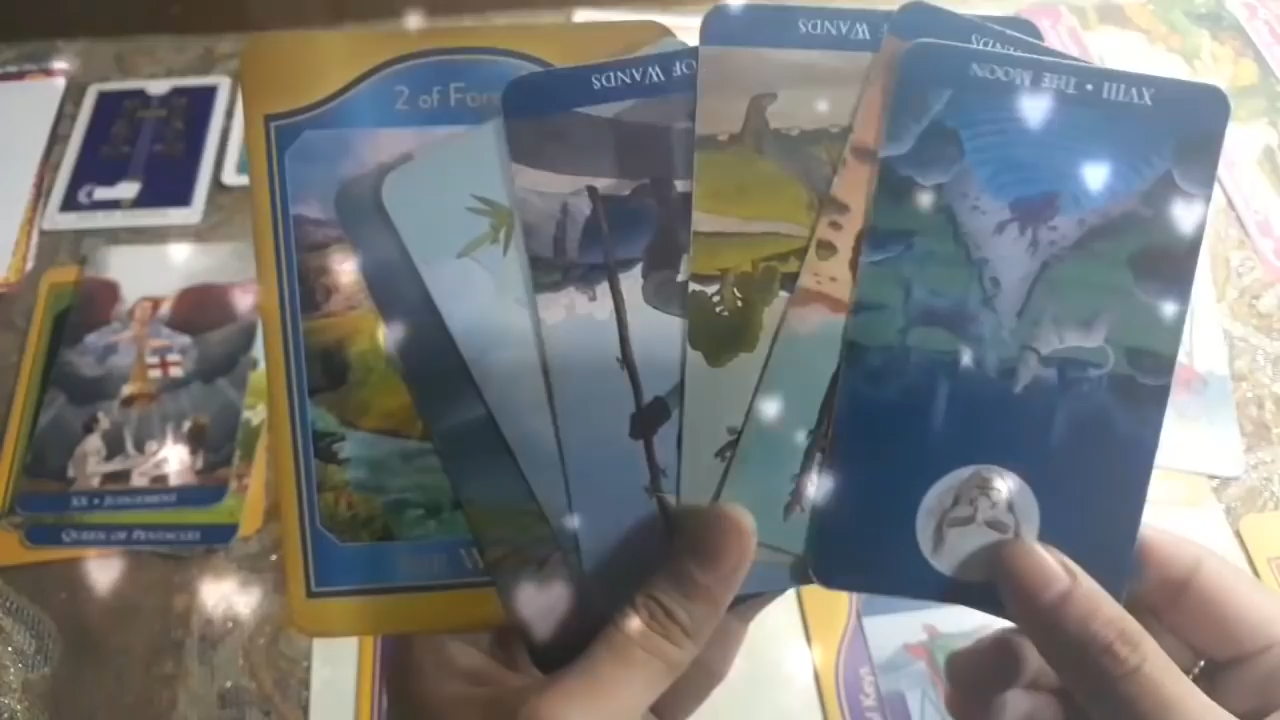 2 of
OF WANDS
WANDS
XVIII • THE MOON
XX • JUDGEMENT
QUEEN OF PENTACLES